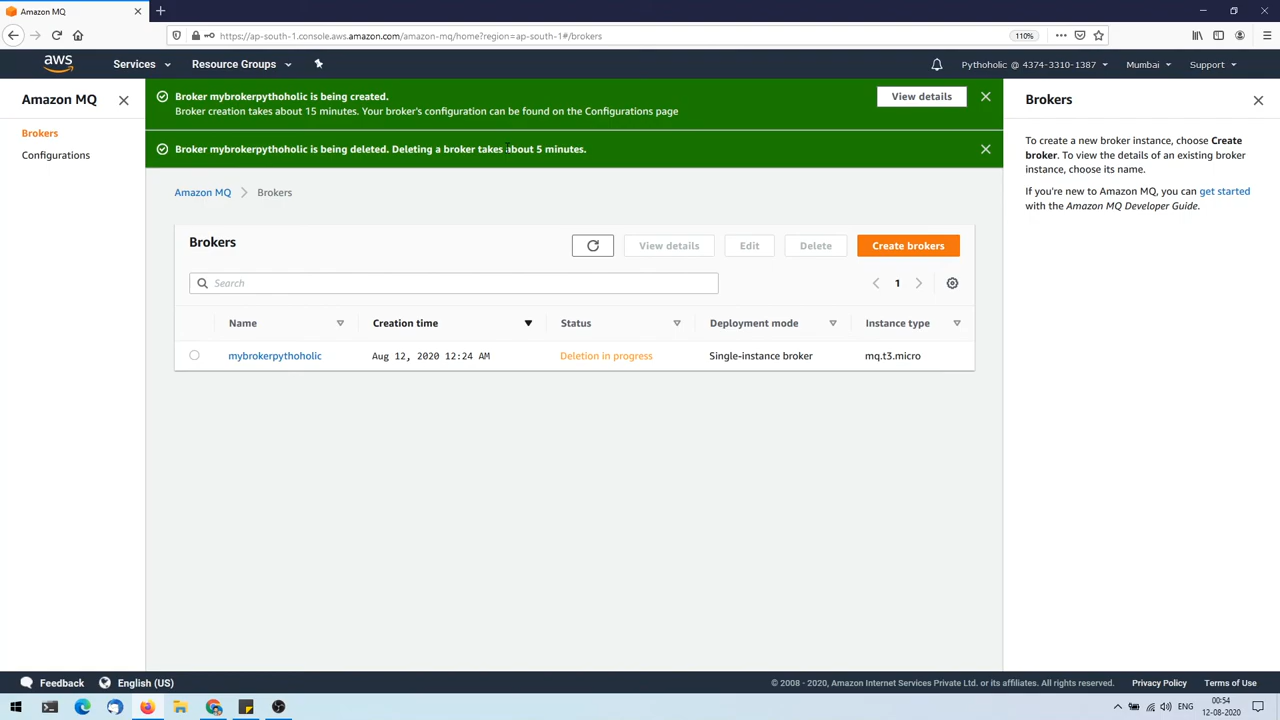 Amazon MQ
https://ap-south-1.console.aws.amazon.com/amazon-mq/home?region=ap-south-1#/brokers
110%
aws
Services
Resource Groups
Pythoholic @ 4374-3310-1387
Mumbai
Support
Amazon MQ
Brokers
Configurations
Broker mybrokerpythoholic is being created.
Broker creation takes about 15 minutes. Your broker's configuration can be found on the Configurations page
View details
Broker mybrokerpythoholic is being deleted. Deleting a broker takes about 5 minutes.
Amazon MQ
Brokers
Brokers
View details
Edit
Delete
Create brokers
Search
1
Name
Creation time
Status
Deployment mode
Instance type
mybrokerpythoholic
Aug 12, 2020 12:24 AM
Deletion in progress
Single-instance broker
mq.t3.micro
Brokers
To create a new broker instance, choose Create
broker. To view the details of an existing broker
instance, choose its name.
If you're new to Amazon MQ, you can get started
with the Amazon MQ Developer Guide.
Feedback
English (US)
© 2008 - 2020, Amazon Internet Services Private Ltd. or its affiliates. All rights reserved.
Privacy Policy
Terms of Use
ENG
00:54
12-08-2020